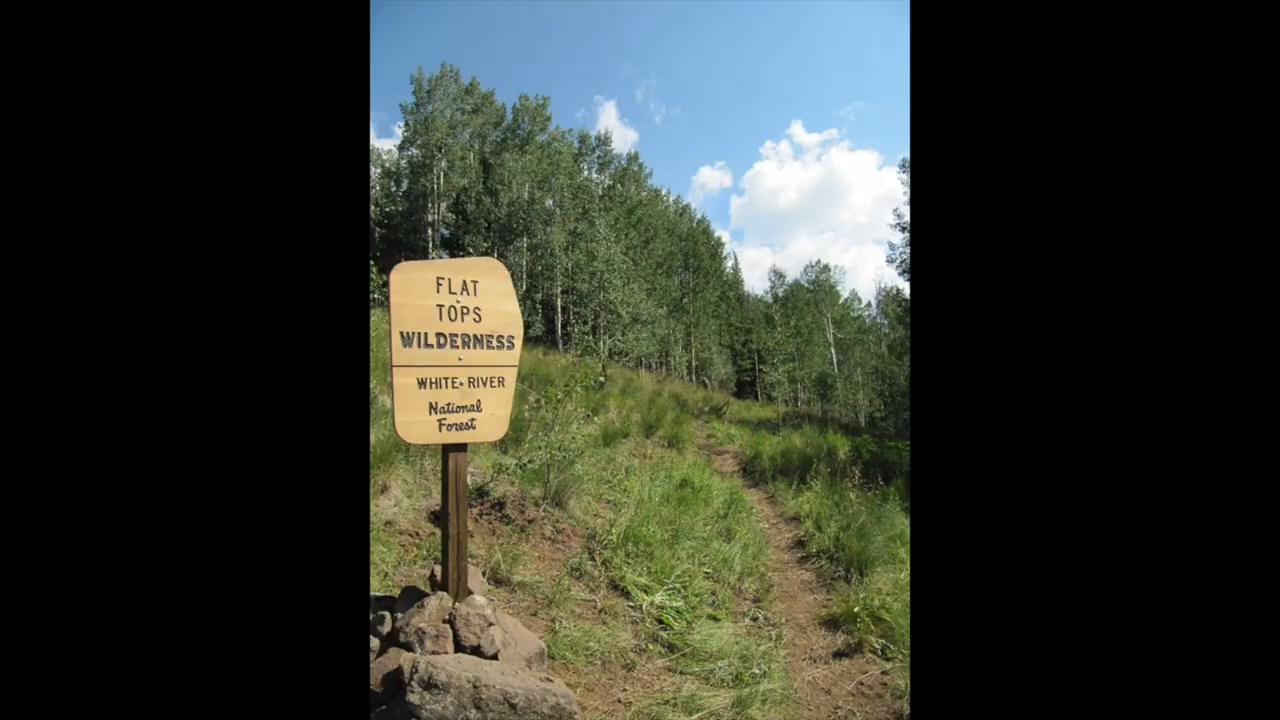 FLAT
TOPS
WILDERNESS
WHITE RIVER
National
Forest